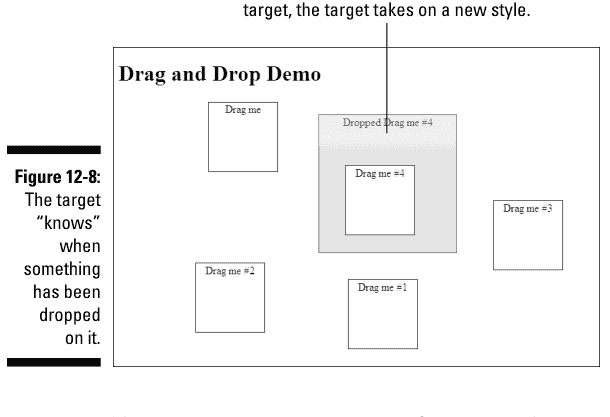 target, the target takes on a new style.
Drag and Drop Demo
Drag me
Dropped Drag me #4
Drag me #4
Drag me #3
Drag me #2
Drag me #1
Figure 12-8:
The target
“knows”
when
something
has been
dropped
on it.